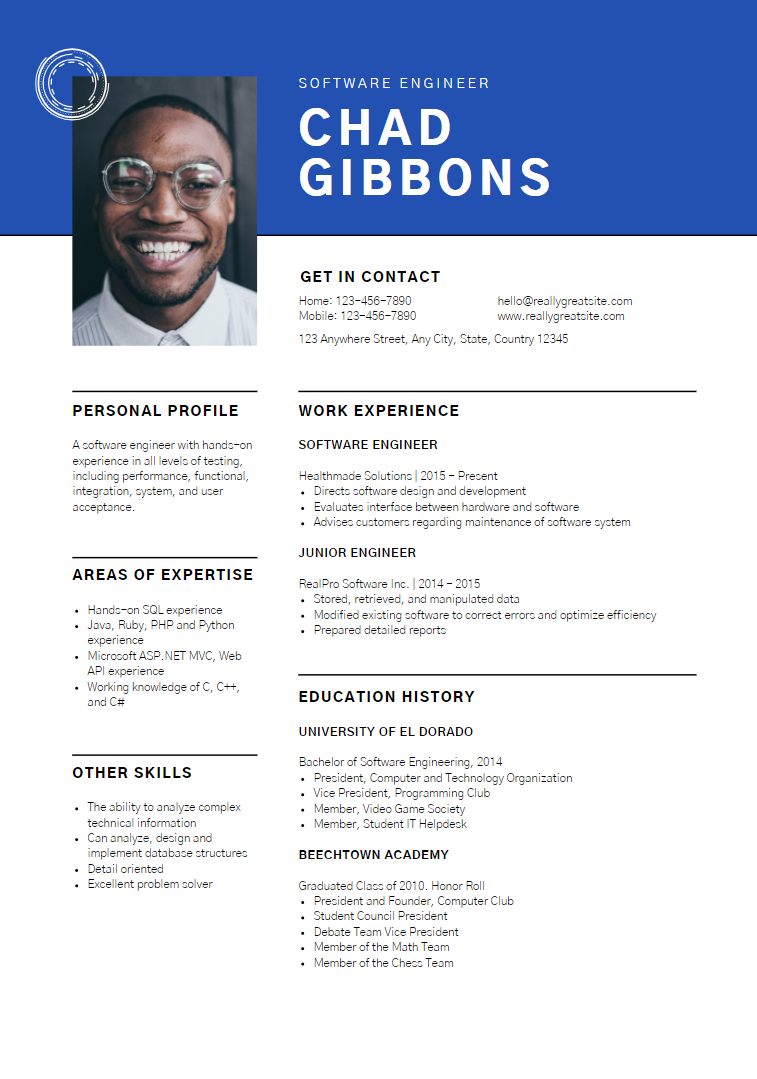 SOFTWARE ENGINEER
CHAD
GIBBONS
GET IN CONTACT
Home: 123-456-7890
Mobile: 123-456-7890
hello@reallygreatsite.com
www.reallygreatsite.com
123 Anywhere Street, Any City, State, Country 12345
PERSONAL PROFILE
A software engineer with hands-on
experience in all levels of testing,
including performance, functional,
integration, system, and user
acceptance.
AREAS OF EXPERTISE
• Hands-on SQL experience
• Java, Ruby, PHP and Python
experience
• Microsoft ASP.NET MVC, Web
API experience
• Working knowledge of C, C++,
and C#
OTHER SKILLS
• The ability to analyze complex
technical information
• Can analyze, design and
implement database structures
• Detail oriented
• Excellent problem solver
WORK EXPERIENCE
SOFTWARE ENGINEER
Healthmade Solutions | 2015 - Present
• Directs software design and development
• Evaluates interface between hardware and software
• Advises customers regarding maintenance of software system
JUNIOR ENGINEER
RealPro Software Inc. | 2014 - 2015
• Stored, retrieved, and manipulated data
• Modified existing software to correct errors and optimize efficiency
• Prepared detailed reports
EDUCATION HISTORY
UNIVERSITY OF EL DORADO
Bachelor of Software Engineering, 2014
• President, Computer and Technology Organization
• Vice President, Programming Club
• Member, Video Game Society
• Member, Student IT Helpdesk
BEECHTOWN ACADEMY
Graduated Class of 2010. Honor Roll
• President and Founder, Computer Club
• Student Council President
• Debate Team Vice President
• Member of the Math Team
• Member of the Chess Team